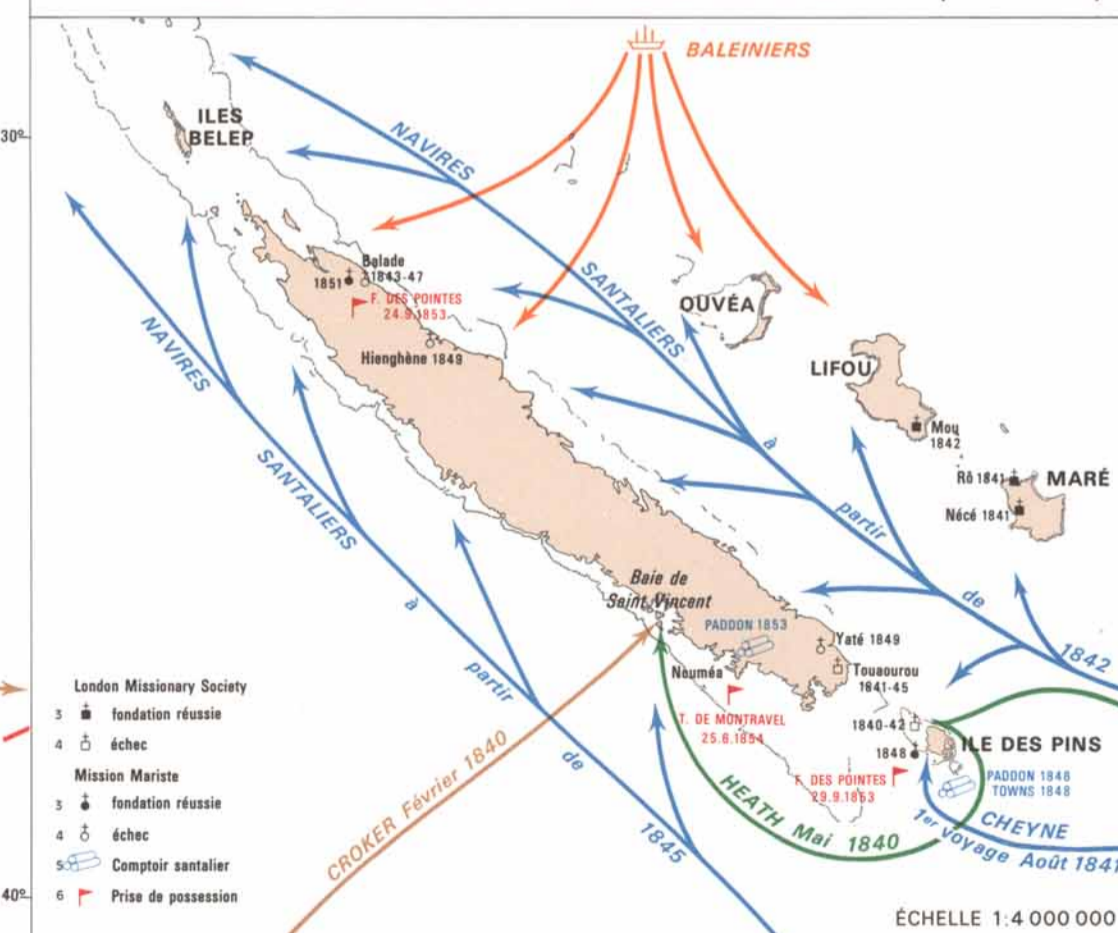 BALEINIERS
30º
ILES
BELEP
NAVIRES
SANTALIERS
à
partir
de
1842
Balade
1843-47
1851
F. DES POINTES
24.9.1853
Hienghène 1849
OUVÉA
LIFOU
Mou
1842
Rô 1841
MARÉ
Nécé 1841
NAVIRES
SANTALIERS
à
partir
de
1845
Baie de
Saint Vincent
PADDON 1853
Yaté 1849
Nouméa
Touaourou
1841-45
T. DE MONTRAVEL
25.6.1854
1840-42
1848
ILE DES PINS
F. DES POINTES
29.9.1853
PADDON 1848
TOWNS 1848
HEATH Mai 1840
CHEYNE
1er voyage Août 1841
CROKER Février 1840
London Missionary Society
3 fondation réussie
4 échec
Mission Mariste
3 fondation réussie
4 échec
5 Comptoir santalier
6 Prise de possession
40º
ÉCHELLE 1:4 000 000